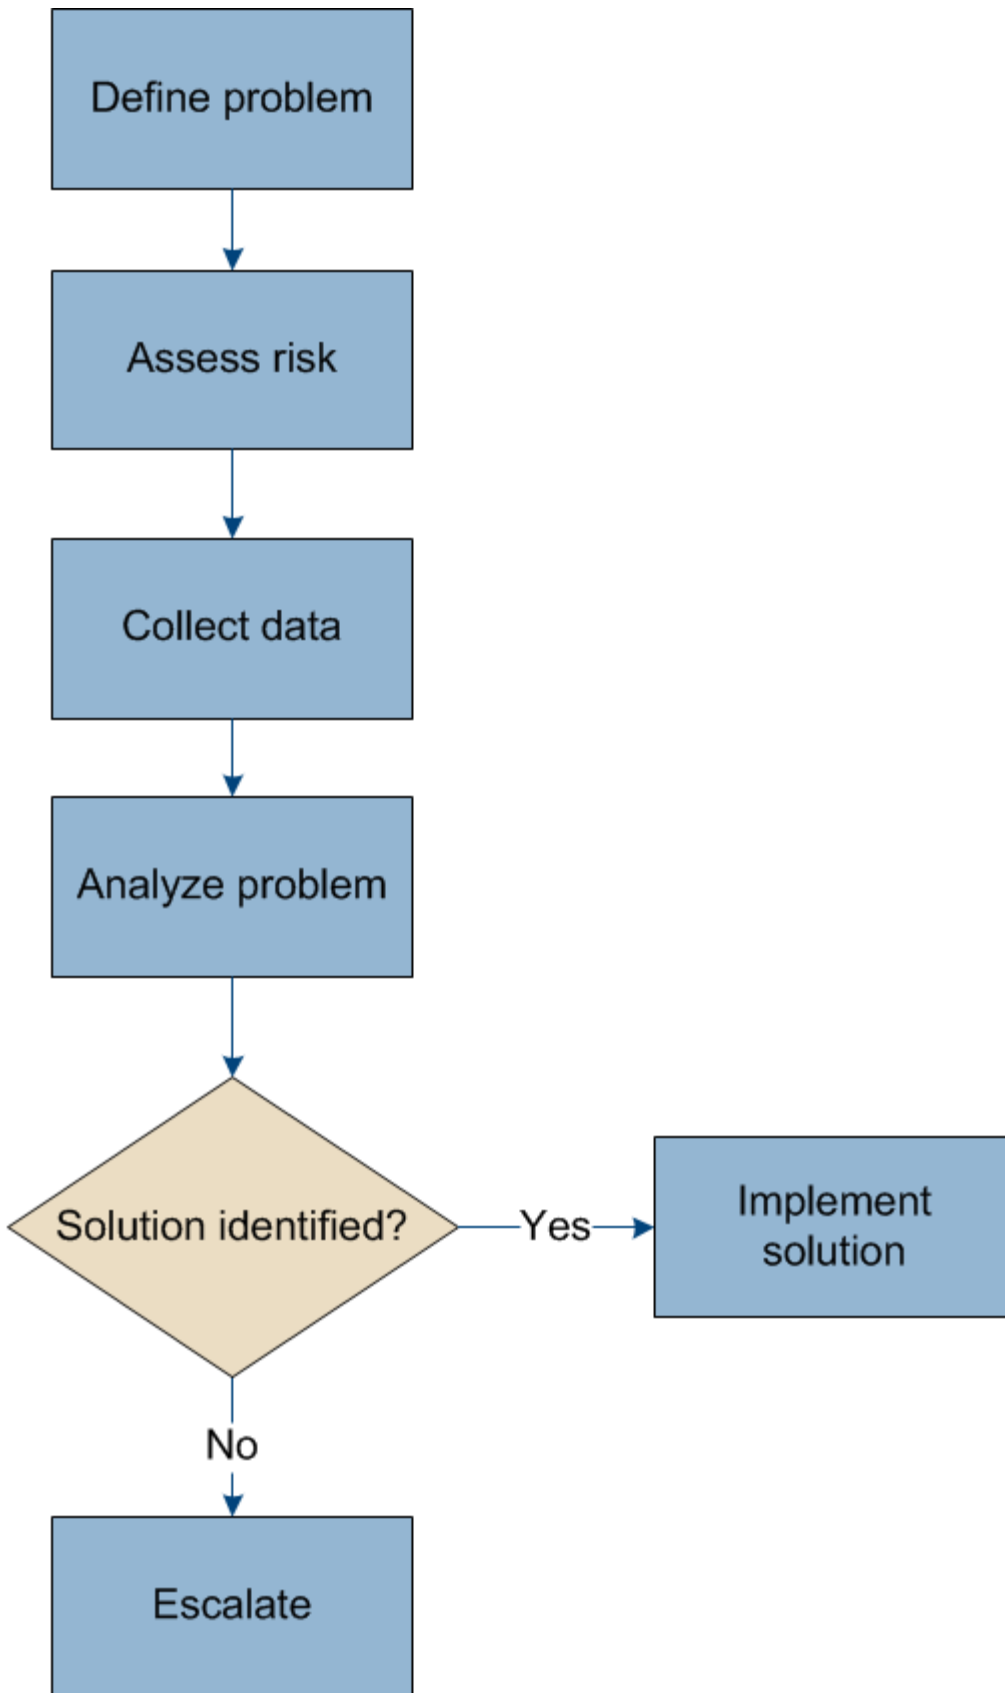 Define problem
Assess risk
Collect data
Analyze problem
Solution identified?
Yes
Implement
solution
No
Escalate